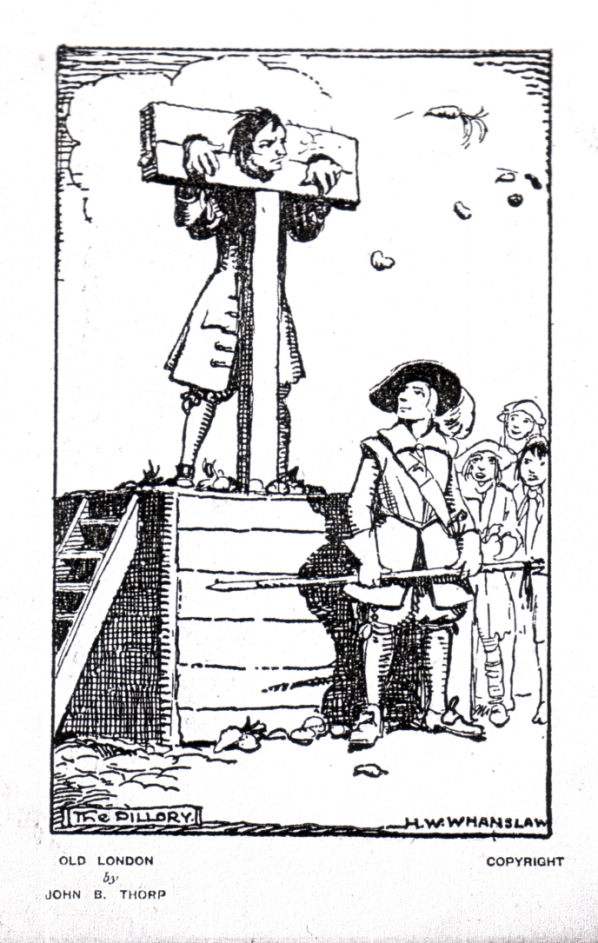 The PILLORY.
H.W. WHANSLAW
OLD LONDON
by
JOHN B. THORP
COPYRIGHT